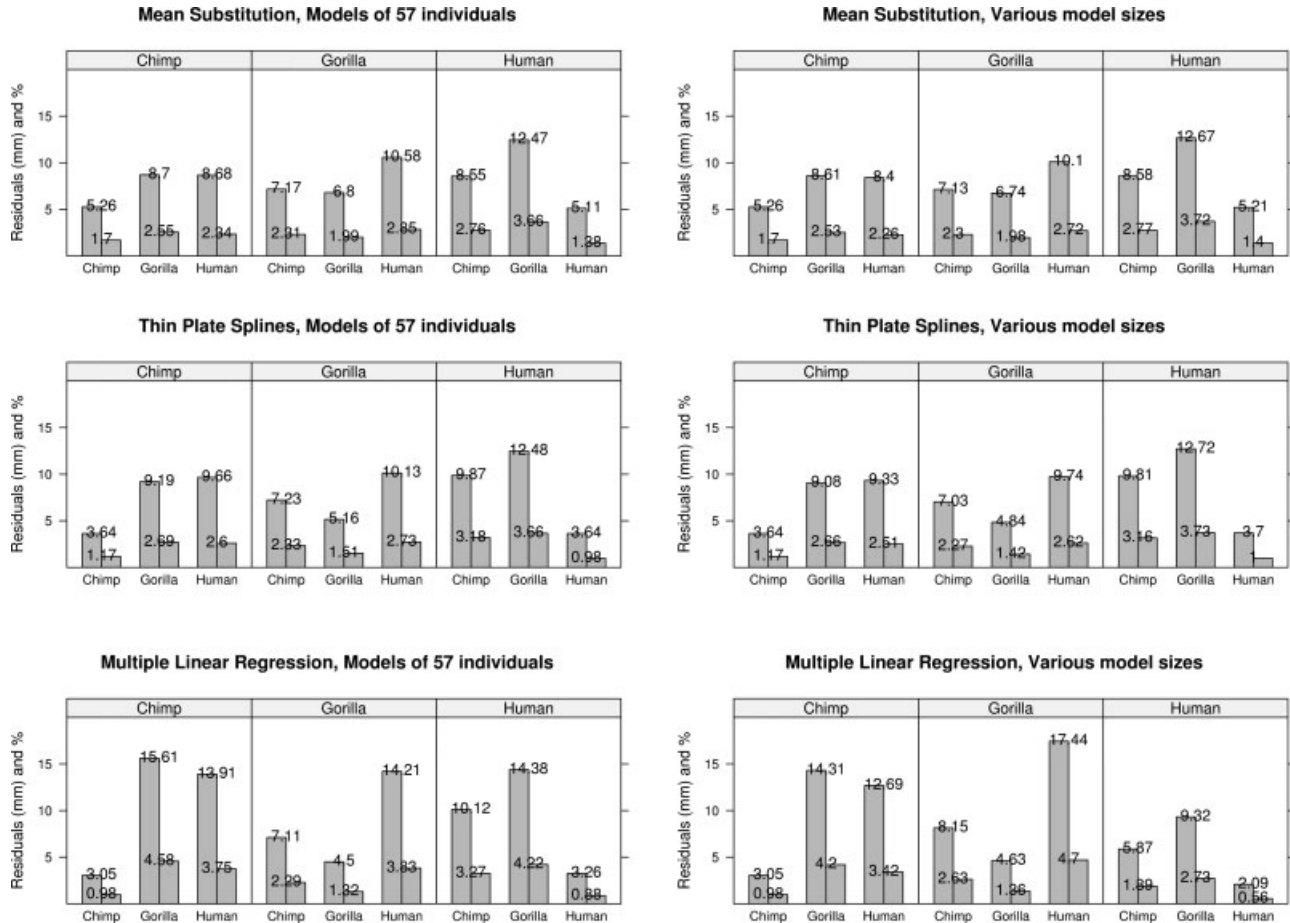 Mean Substitution, Models of 57 individuals
Chimp Gorilla Human
Residuals (mm) and %
15
10
5
5.26 1.7 8.7 2.55 8.68 2.34 7.17 2.31 6.8 1.99 10.58 2.85 8.55 2.76 12.47 3.66 5.11 1.38
Chimp Gorilla Human Chimp Gorilla Human Chimp Gorilla Human
Mean Substitution, Various model sizes
Chimp Gorilla Human
Residuals (mm) and %
15
10
5
5.26 1.7 8.61 2.53 8.4 2.26 7.13 2.3 6.74 1.98 10.1 2.72 8.58 2.77 12.67 3.72 5.21 1.4
Chimp Gorilla Human Chimp Gorilla Human Chimp Gorilla Human
Thin Plate Splines, Models of 57 individuals
Chimp Gorilla Human
Residuals (mm) and %
15
10
5
3.64 1.17 9.19 2.69 9.66 2.6 7.23 2.33 5.16 1.51 10.13 2.73 9.87 3.18 12.48 3.66 3.64 0.98
Chimp Gorilla Human Chimp Gorilla Human Chimp Gorilla Human
Thin Plate Splines, Various model sizes
Chimp Gorilla Human
Residuals (mm) and %
15
10
5
3.64 1.17 9.08 2.66 9.33 2.51 7.03 2.27 4.84 1.42 9.74 2.62 9.81 3.16 12.72 3.73 3.7 1
Chimp Gorilla Human Chimp Gorilla Human Chimp Gorilla Human
Multiple Linear Regression, Models of 57 individuals
Chimp Gorilla Human
Residuals (mm) and %
15
10
5
3.05 0.98 15.61 4.58 13.91 3.75 7.11 2.29 4.5 1.32 14.21 3.83 10.12 3.27 14.38 4.22 3.26 0.88
Chimp Gorilla Human Chimp Gorilla Human Chimp Gorilla Human
Multiple Linear Regression, Various model sizes
Chimp Gorilla Human
Residuals (mm) and %
15
10
5
3.05 0.98 14.31 4.2 12.69 3.42 8.15 2.63 4.63 1.36 17.44 4.7 5.87 1.89 9.32 2.73 2.09 0.56
Chimp Gorilla Human Chimp Gorilla Human Chimp Gorilla Human